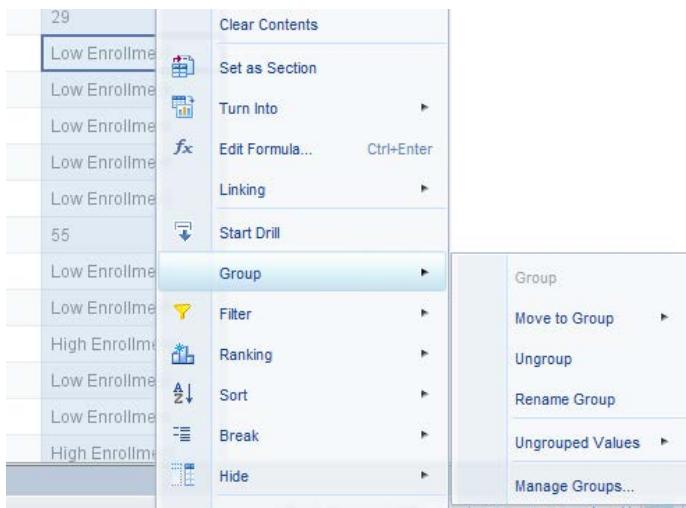 29
Low Enrollme
Low Enrollme
Low Enrollme
Low Enrollme
Low Enrollme
55
Low Enrollme
Low Enrollme
High Enrollme
Low Enrollme
Low Enrollme
High Enrollme
Clear Contents
Set as Section
Turn Into
fx Edit Formula... Ctrl+Enter
Linking
Start Drill
Group
Filter
Ranking
A Z Sort
Break
Hide
Group
Move to Group
Ungroup
Rename Group
Ungrouped Values
Manage Groups...